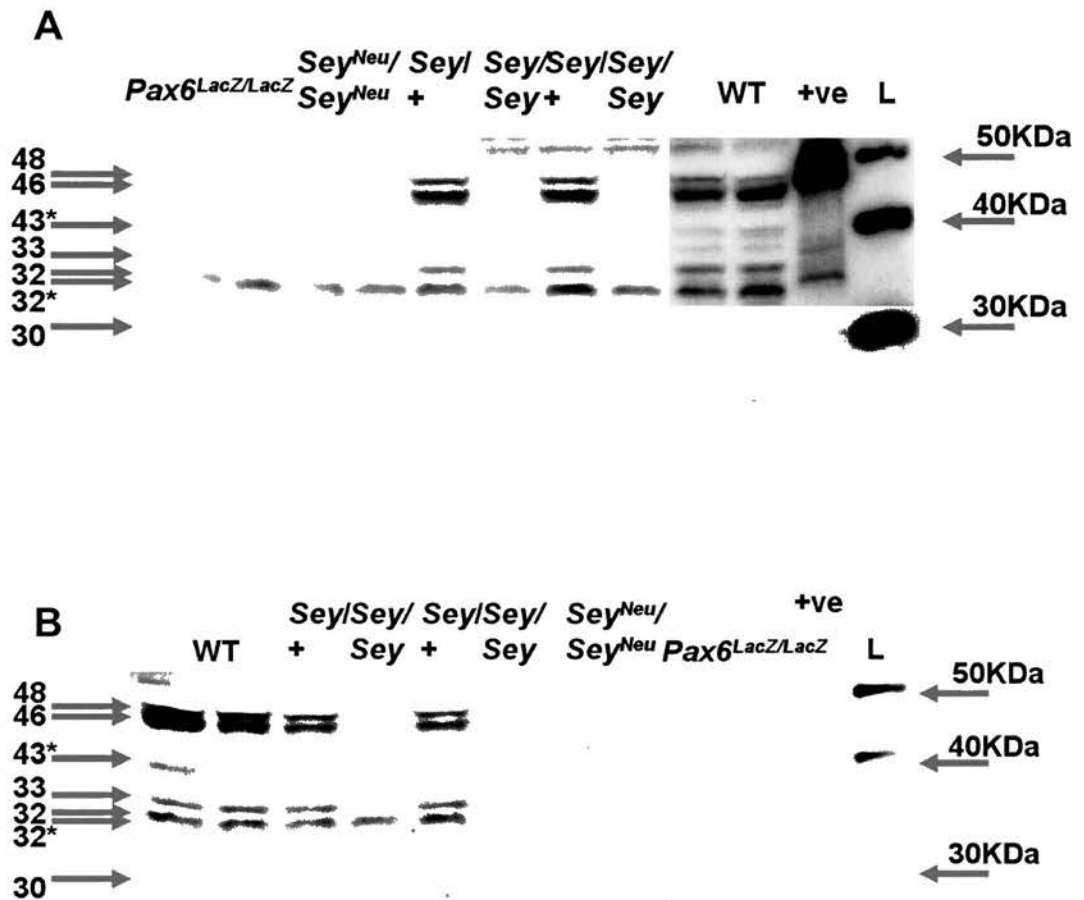 A
Pax6LacZ/LacZ SeyNeu/ Sey/ Sey/Sey/Sey/ WT +ve L
SeyNeu + Sey + Sey
48
46
43*
33
32
32*
30
50KDa
40KDa
30KDa
B
WT Sey/Sey/ Sey/Sey/ SeyNeu/ Pax6LacZ/LacZ +ve L
+ Sey + Sey SeyNeu
48
46
43*
33
32
32*
30
50KDa
40KDa
30KDa